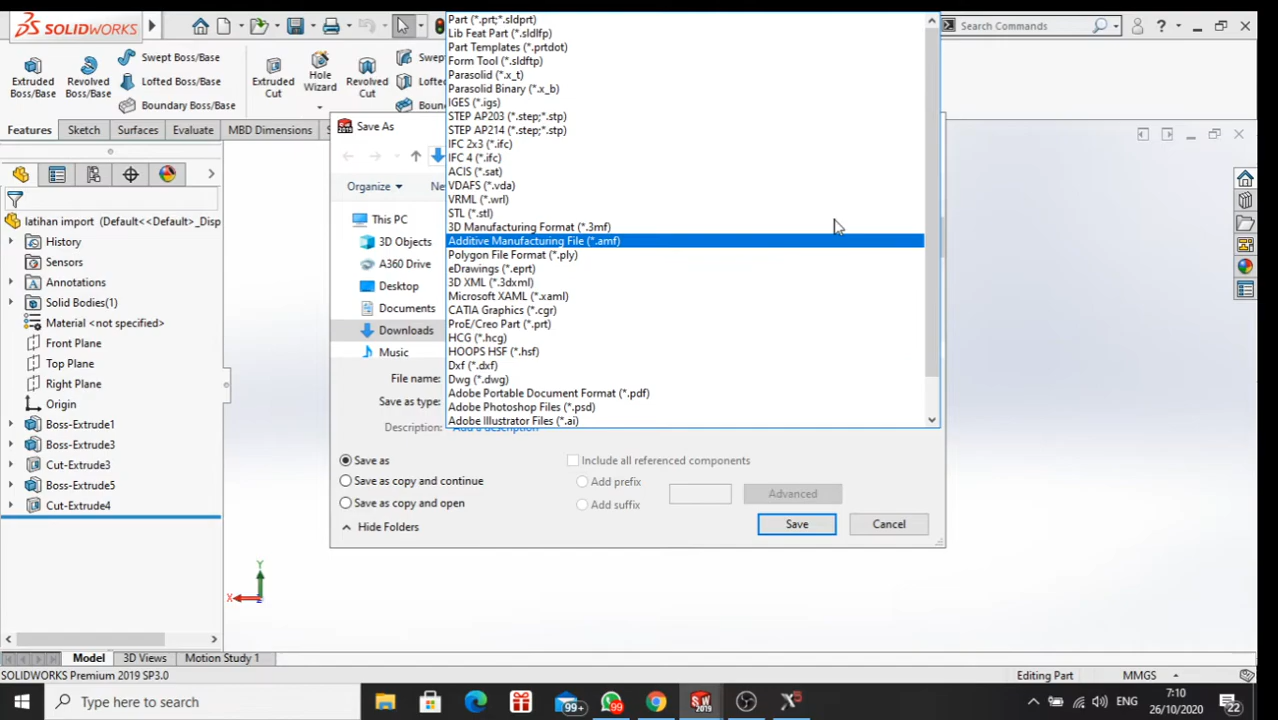 SOLIDWORKS
Search Commands
?
Extruded Boss/Base
Revolved Boss/Base
Swept Boss/Base
Lofted Boss/Base
Boundary Boss/Base
Extruded Cut
Hole Wizard
Revolved Cut
Swept
Lofted
Features
Sketch
Surfaces
Evaluate
MBD Dimensions
latihan import (Default<<Default>_Disp
History
Sensors
Annotations
Solid Bodies(1)
Material <not specified>
Front Plane
Top Plane
Right Plane
Origin
Boss-Extrude1
Boss-Extrude3
Cut-Extrude3
Boss-Extrude5
Cut-Extrude4
Save As
Organize
This PC
3D Objects
A360 Drive
Desktop
Documents
Downloads
Music
File name:
Save as type:
Description:
Part (*.prt;*.sldprt)
Lib Feat Part (*.sldlfp)
Part Templates (*.prtdot)
Form Tool (*.sldftp)
Parasolid (*.x_t)
Parasolid Binary (*.x_b)
IGES (*.igs)
STEP AP203 (*.step;*.stp)
STEP AP214 (*.step;*.stp)
IFC 2x3 (*.ifc)
IFC 4 (*.ifc)
ACIS (*.sat)
VDAFS (*.vda)
VRML (*.wrl)
STL (*.stl)
3D Manufacturing Format (*.3mf)
Additive Manufacturing File (*.amf)
Polygon File Format (*.ply)
eDrawings (*.eprt)
3D XML (*.3dxml)
Microsoft XAML (*.xaml)
CATIA Graphics (*.cgr)
ProE/Creo Part (*.prt)
HCG (*.hcg)
HOOPS HSF (*.hsf)
Dxf (*.dxf)
Dwg (*.dwg)
Adobe Portable Document Format (*.pdf)
Adobe Photoshop Files (*.psd)
Adobe Illustrator Files (*.ai)
Save as
Save as copy and continue
Save as copy and open
Include all referenced components
Add prefix
Add suffix
Advanced
Hide Folders
Save
Cancel
Y
X
Z
Model
3D Views
Motion Study 1
SOLIDWORKS Premium 2019 SP3.0
Editing Part
MMGS
Type here to search
99+
99
SW
2019
ENG
7:10
26/10/2020
22